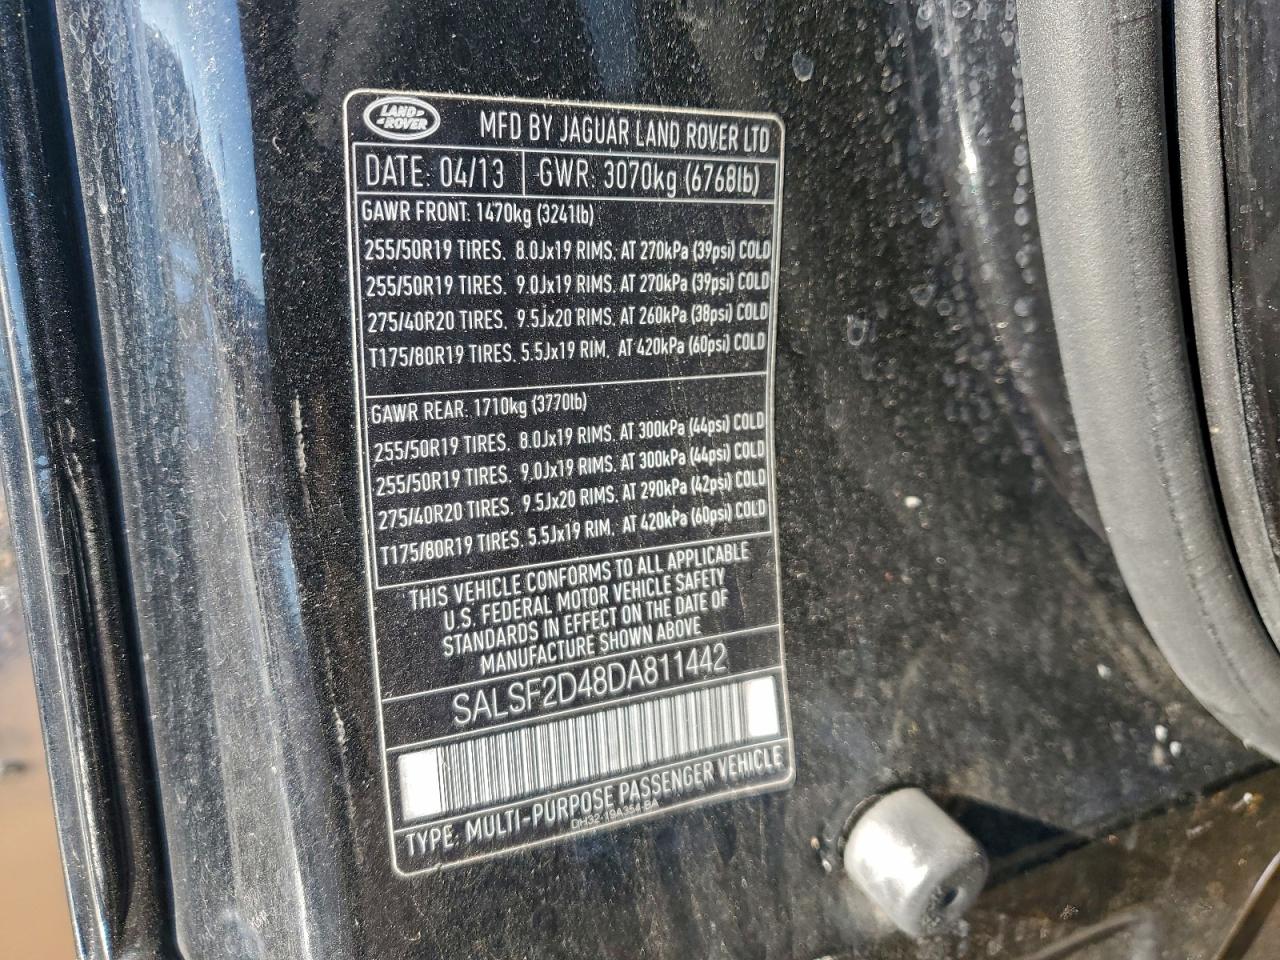 LAND ROVER
MFD BY JAGUAR LAND ROVER LTD
DATE: 04/13 GWR: 3070kg (6768lb)
GAWR FRONT: 1470kg (3241lb)
255/50R19 TIRES, 8.0Jx19 RIMS, AT 270kPa (39psi) COLD
255/50R19 TIRES, 9.0Jx19 RIMS, AT 270kPa (39psi) COLD
275/40R20 TIRES, 9.5Jx20 RIMS, AT 260kPa (38psi) COLD
T175/80R19 TIRES, 5.5Jx19 RIM, AT 420kPa (60psi) COLD
GAWR REAR: 1710kg (3770lb)
255/50R19 TIRES, 8.0Jx19 RIMS, AT 300kPa (44psi) COLD
255/50R19 TIRES, 9.0Jx19 RIMS, AT 300kPa (44psi) COLD
275/40R20 TIRES, 9.5Jx20 RIMS, AT 290kPa (42psi) COLD
T175/80R19 TIRES, 5.5Jx19 RIM, AT 420kPa (60psi) COLD
THIS VEHICLE CONFORMS TO ALL APPLICABLE
U.S. FEDERAL MOTOR VEHICLE SAFETY
STANDARDS IN EFFECT ON THE DATE OF
MANUFACTURE SHOWN ABOVE
SALSF2D48DA811442
TYPE: MULTI-PURPOSE PASSENGER VEHICLE
DH32-19A354-BA